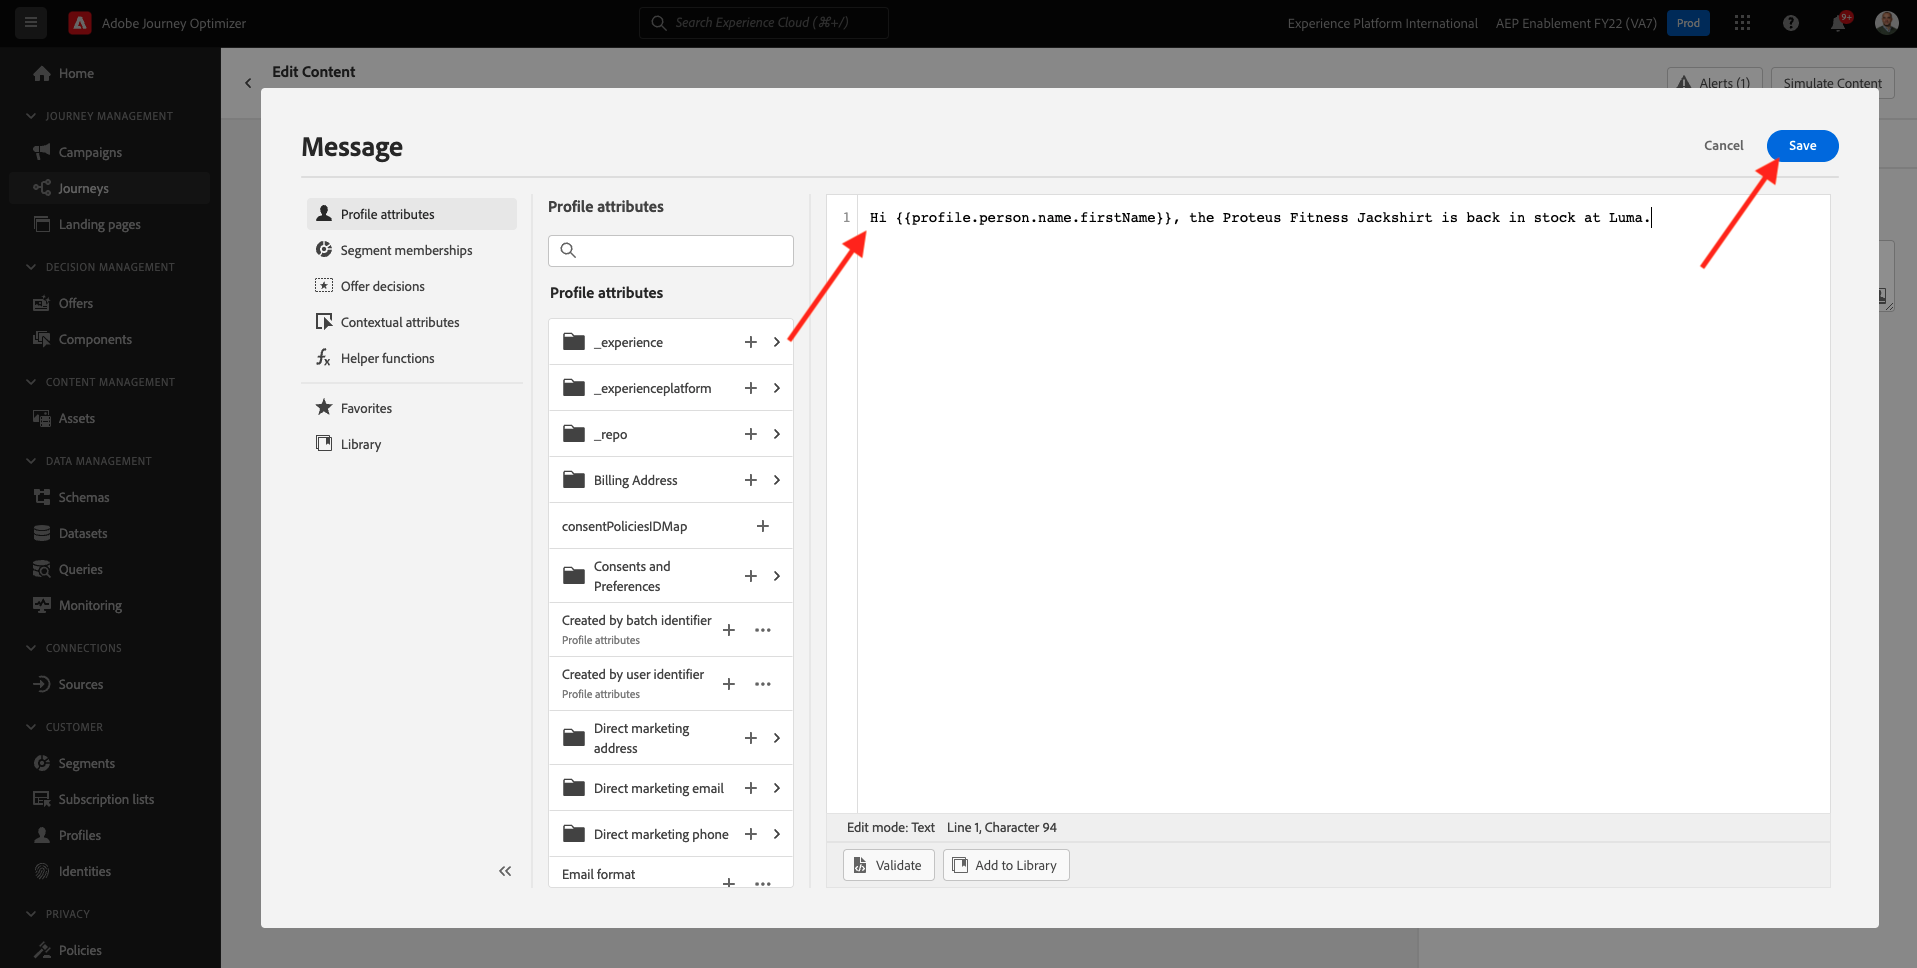 Adobe Journey Optimizer
Search Experience Cloud (⌘+/)
Experience Platform International
AEP Enablement FY22 (VA7)
Prod
9+
Home
JOURNEY MANAGEMENT
Campaigns
Journeys
Landing pages
DECISION MANAGEMENT
Offers
Components
CONTENT MANAGEMENT
Assets
DATA MANAGEMENT
Schemas
Datasets
Queries
Monitoring
CONNECTIONS
Sources
CUSTOMER
Segments
Subscription lists
Profiles
Identities
PRIVACY
Policies
Edit Content
Alerts (1)
Simulate Content
Message
Cancel
Save
Profile attributes
Segment memberships
Offer decisions
Contextual attributes
Helper functions
Favorites
Library
Profile attributes
Profile attributes
_experience
_experienceplatform
_repo
Billing Address
consentPoliciesIDMap
Consents and
Preferences
Created by batch identifier
Profile attributes
Created by user identifier
Profile attributes
Direct marketing
address
Direct marketing email
Direct marketing phone
Email format
1
Hi {{profile.person.name.firstName}}, the Proteus Fitness Jackshirt is back in stock at Luma.
Edit mode: Text Line 1, Character 94
Validate
Add to Library